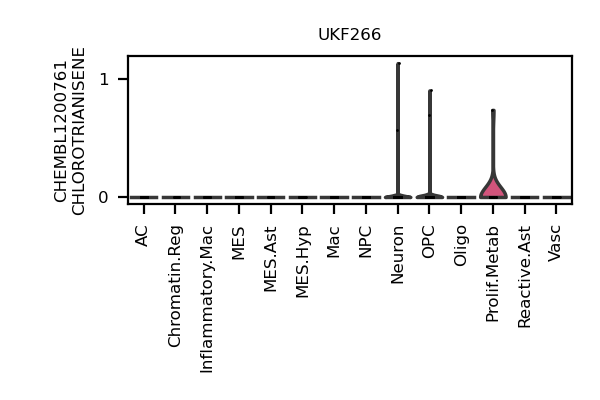 UKF266
CHEMBL1200761
CHLOROTRIANISENE
1
0
AC
Chromatin.Reg
Inflammatory.Mac
MES
MES.Ast
MES.Hyp
Mac
NPC
Neuron
OPC
Oligo
Prolif.Metab
Reactive.Ast
Vasc